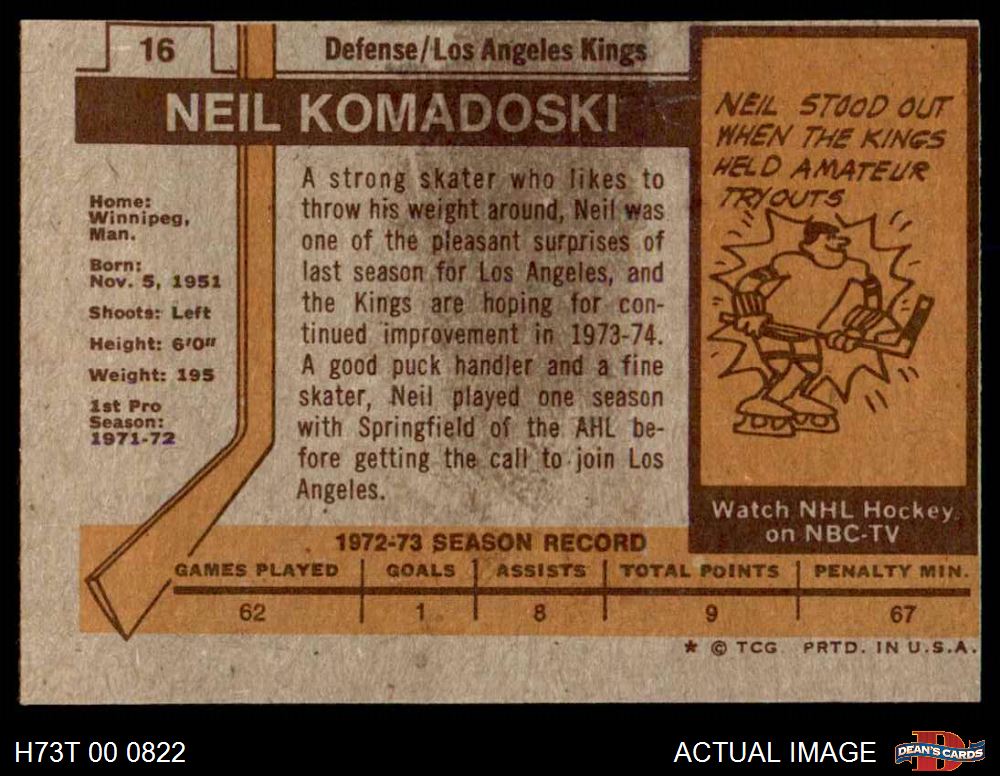 16
Defense/Los Angeles Kings
NEIL KOMADOSKI
Home:
Winnipeg,
Man.
Born:
Nov. 5, 1951
Shoots: Left
Height: 6'0"
Weight: 195
1st Pro
Season:
1971-72
A strong skater who likes to
throw his weight around, Neil was
one of the pleasant surprises of
last season for Los Angeles, and
the Kings are hoping for con-
tinued improvement in 1973-74.
A good puck handler and a fine
skater, Neil played one season
with Springfield of the AHL be-
fore getting the call to join Los
Angeles.
NEIL STOOD OUT
WHEN THE KINGS
HELD AMATEUR
TRYOUTS
Watch NHL Hockey
on NBC-TV
1972-73 SEASON RECORD
GAMES PLAYED GOALS ASSISTS TOTAL POINTS PENALTY MIN.
62 1 8 9 67
* © TCG PRTD. IN U.S.A.
H73T 00 0822
ACTUAL IMAGE
D
DEAN'S CARDS